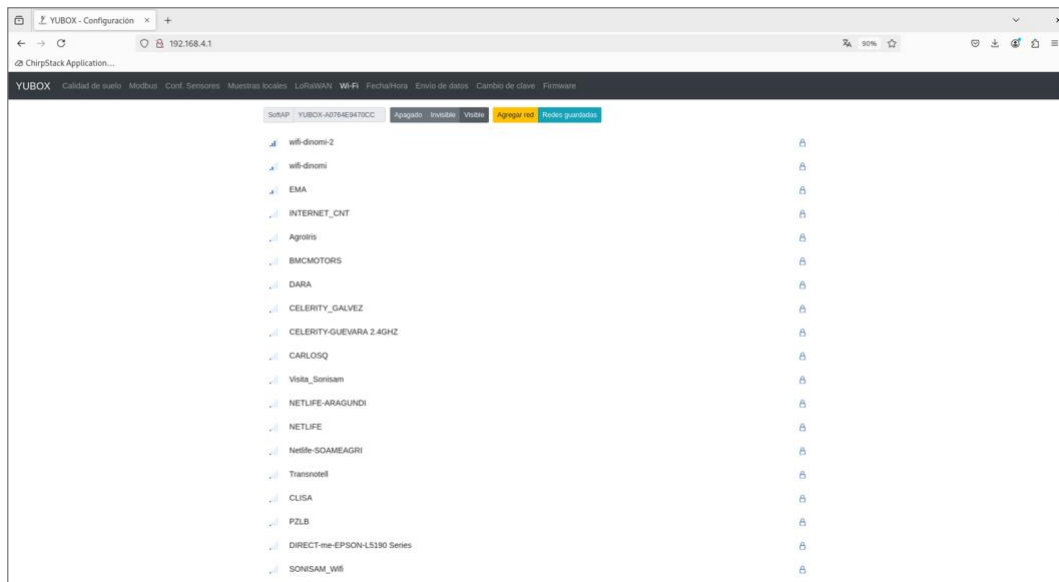 YUBOX - Configuración
192.168.4.1
90%
ChirpStack Application...
YUBOX Calidad de suelo Modbus Conf. Sensores Muestras locales LoRaWAN Wi-Fi Fecha/Hora Envío de datos Cambio de clave Firmware
SoftAP YUBOX-A0764E9470CC Apagado Invisible Visible Agregar red Redes guardadas
wifi-dinomi-2
wifi-dinomi
EMA
INTERNET_CNT
AgroIris
BMCMOTORS
DARA
CELERITY_GALVEZ
CELERITY-GUEVARA 2.4GHZ
CARLOSQ
Visita_Sonisam
NETLIFE-ARAGUNDI
NETLIFE
Netlife-SOAMEAGRI
Transnotell
CLISA
PZLB
DIRECT-me-EPSON-L5190 Series
SONISAM_Wifi